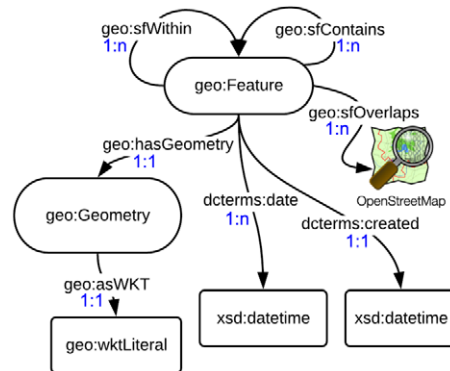 geo:sfWithin
1:n
geo:sfContains
1:n
geo:Feature
geo:sfOverlaps
1:n
geo:hasGeometry
1:1
OpenStreetMap
geo:Geometry
dcterms:date
1:n
dcterms:created
1:1
geo:asWKT
1:1
xsd:datetime
xsd:datetime
geo:wktLiteral